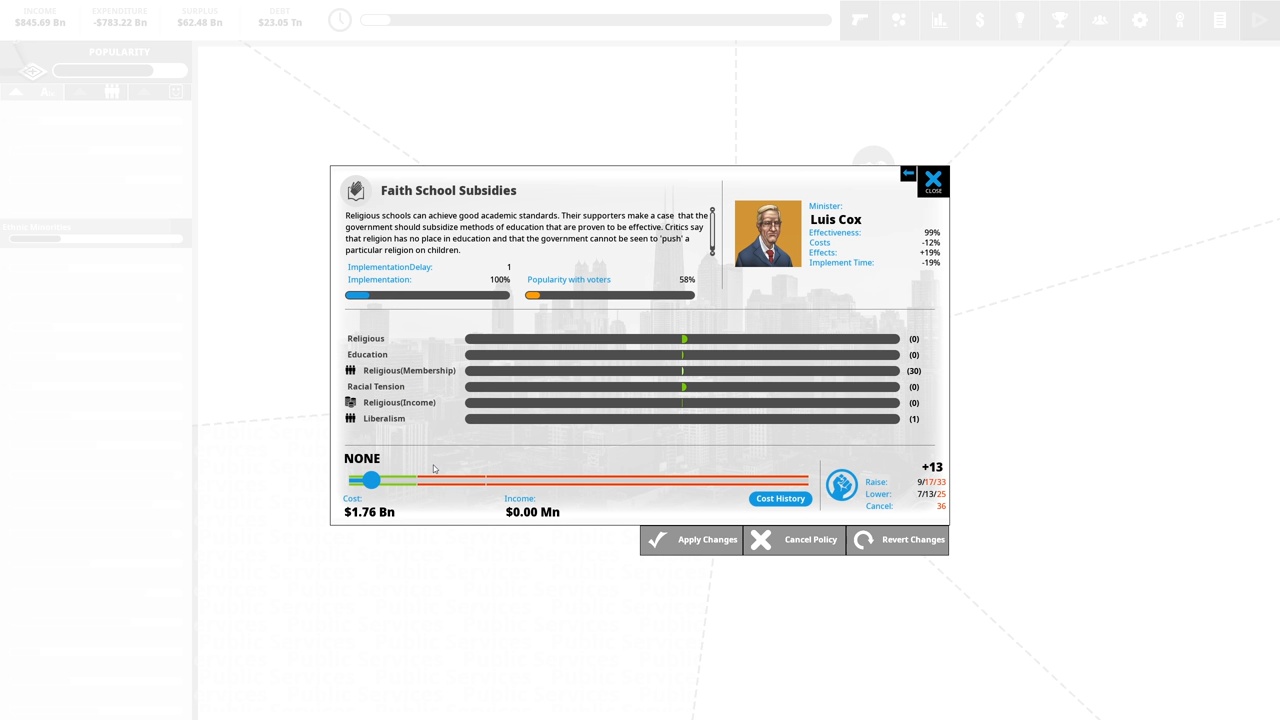 INCOME
EXPENDITURE
SURPLUS
DEBT
$845.69 Bn
-$783.22 Bn
$62.48 Bn
$23.05 Tn
POPULARITY
Ethnic Minorities
Faith School Subsidies
CLOSE
Religious schools can achieve good academic standards. Their supporters make a case that the
government should subsidize methods of education that are proven to be effective. Critics say
that religion has no place in education and that the government cannot be seen to 'push' a
particular religion on children.
ImplementationDelay: 1
Implementation: 100%
Popularity with voters 58%
Minister:
Luis Cox
Effectiveness: 99%
Costs -12%
Effects: +19%
Implement Time: -19%
Religious (0)
Education (0)
Religious(Membership) (30)
Racial Tension (0)
Religious(Income) (0)
Liberalism (1)
NONE
Cost:
$1.76 Bn
Income:
$0.00 Mn
Cost History
+13
Raise: 9/17/33
Lower: 7/13/25
Cancel: 36
Apply Changes
Cancel Policy
Revert Changes
Public Services